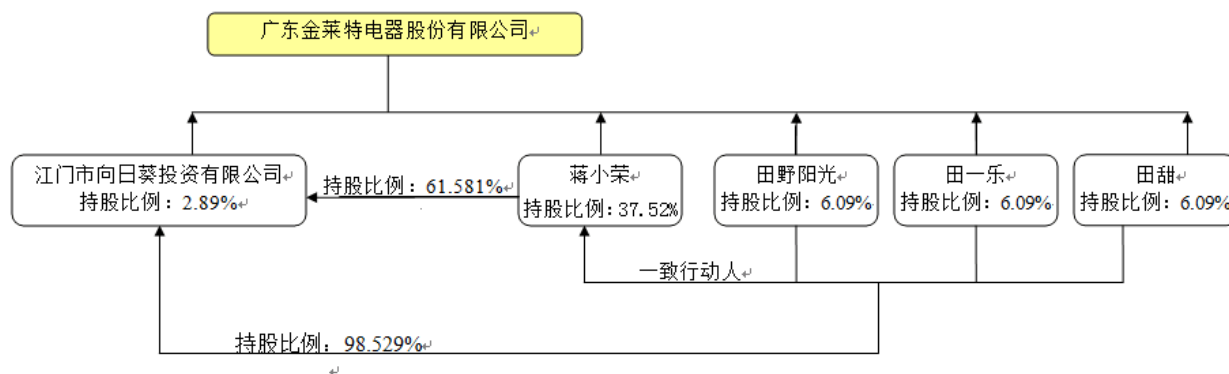 广东金莱特电器股份有限公司
江门市向日葵投资有限公司
持股比例：2.89%
持股比例：61.581%
蒋小荣
持股比例:37.52%
田野阳光
持股比例：6.09%
田一乐
持股比例：6.09%
田甜
持股比例：6.09%
一致行动人
持股比例：98.529%